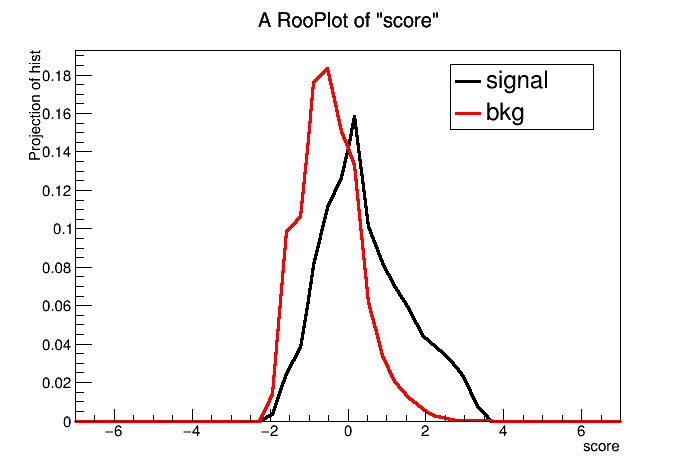 A RooPlot of "score"
Projection of hist
signal
bkg
0.18
0.16
0.14
0.12
0.1
0.08
0.06
0.04
0.02
0
−6 −4 −2 0 2 4 6
score